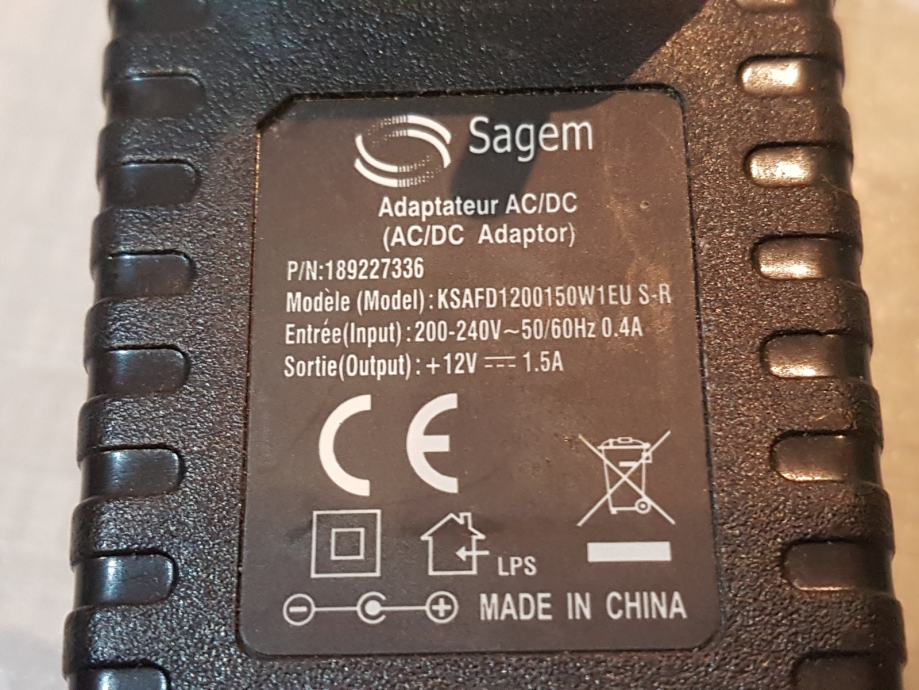 Sagem
Adaptateur AC/DC
(AC/DC Adaptor)
P/N:189227336
Modèle (Model):KSAFD1200150W1EU S-R
Entrée(Input):200-240V~50/60Hz 0.4A
Sortie(Output):+12V ⎓ 1.5A
CE
LPS
MADE IN CHINA